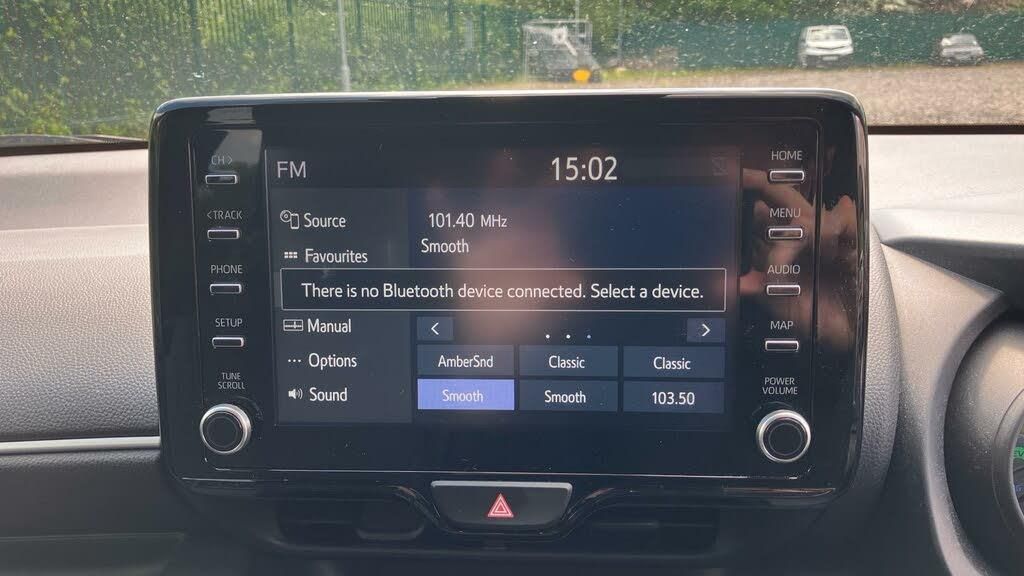 CH >
< TRACK
PHONE
SETUP
TUNE
SCROLL
FM
15:02
Source
Favourites
101.40 MHz
Smooth
There is no Bluetooth device connected. Select a device.
Manual
Options
Sound
< >
AmberSnd Classic Classic
Smooth Smooth 103.50
HOME
MENU
AUDIO
MAP
POWER
VOLUME